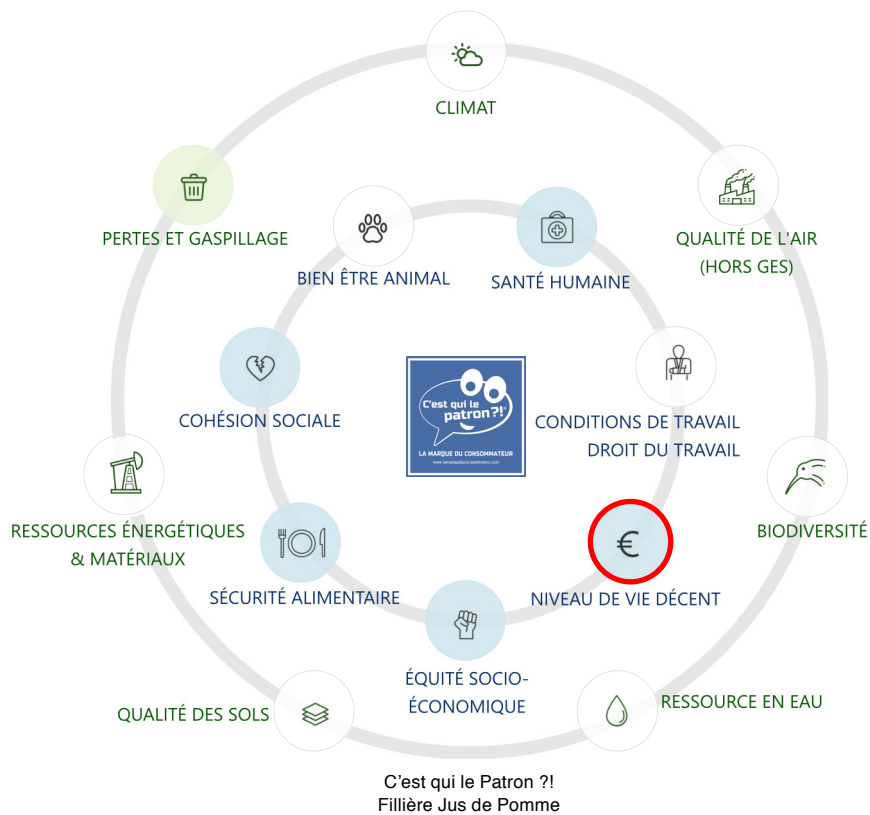 CLIMAT
PERTES ET GASPILLAGE
QUALITÉ DE L'AIR
(HORS GES)
BIEN ÊTRE ANIMAL
SANTÉ HUMAINE
COHÉSION SOCIALE
C'est qui le
patron?!
LA MARQUE DU CONSOMMATEUR
www.lamarqueduconsommateur.com
CONDITIONS DE TRAVAIL
DROIT DU TRAVAIL
RESSOURCES ÉNERGÉTIQUES
& MATÉRIAUX
BIODIVERSITÉ
€
SÉCURITÉ ALIMENTAIRE
NIVEAU DE VIE DÉCENT
ÉQUITÉ SOCIO-
ÉCONOMIQUE
QUALITÉ DES SOLS
RESSOURCE EN EAU
C'est qui le Patron ?!
Fillière Jus de Pomme